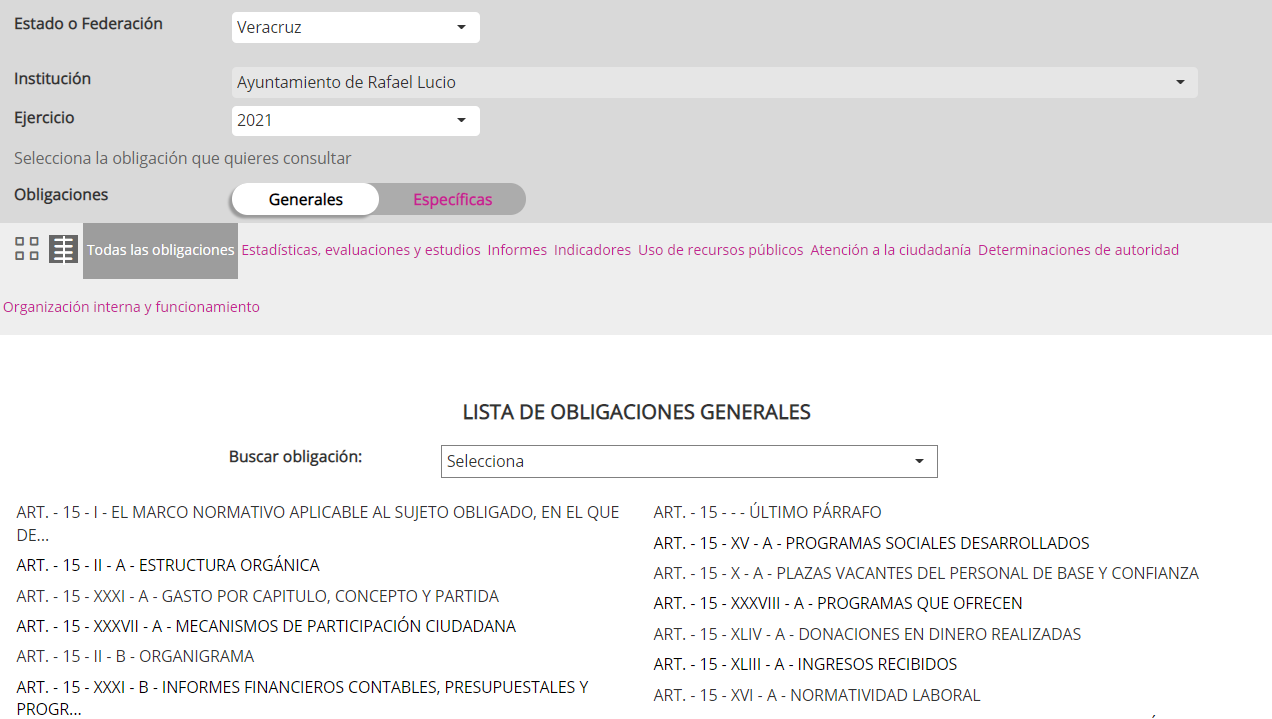 Estado o Federación
Veracruz
Institución
Ayuntamiento de Rafael Lucio
Ejercicio
2021
Selecciona la obligación que quieres consultar
Obligaciones
Generales
Específicas
Todas las obligaciones
Estadísticas, evaluaciones y estudios
Informes
Indicadores
Uso de recursos públicos
Atención a la ciudadanía
Determinaciones de autoridad
Organización interna y funcionamiento
LISTA DE OBLIGACIONES GENERALES
Buscar obligación:
Selecciona
ART. - 15 - I - EL MARCO NORMATIVO APLICABLE AL SUJETO OBLIGADO, EN EL QUE
DE...
ART. - 15 - II - A - ESTRUCTURA ORGÁNICA
ART. - 15 - XXXI - A - GASTO POR CAPITULO, CONCEPTO Y PARTIDA
ART. - 15 - XXXVII - A - MECANISMOS DE PARTICIPACIÓN CIUDADANA
ART. - 15 - II - B - ORGANIGRAMA
ART. - 15 - XXXI - B - INFORMES FINANCIEROS CONTABLES, PRESUPUESTALES Y
PROGR...
ART. - 15 - - - ÚLTIMO PÁRRAFO
ART. - 15 - XV - A - PROGRAMAS SOCIALES DESARROLLADOS
ART. - 15 - X - A - PLAZAS VACANTES DEL PERSONAL DE BASE Y CONFIANZA
ART. - 15 - XXXVIII - A - PROGRAMAS QUE OFRECEN
ART. - 15 - XLIV - A - DONACIONES EN DINERO REALIZADAS
ART. - 15 - XLIII - A - INGRESOS RECIBIDOS
ART. - 15 - XVI - A - NORMATIVIDAD LABORAL